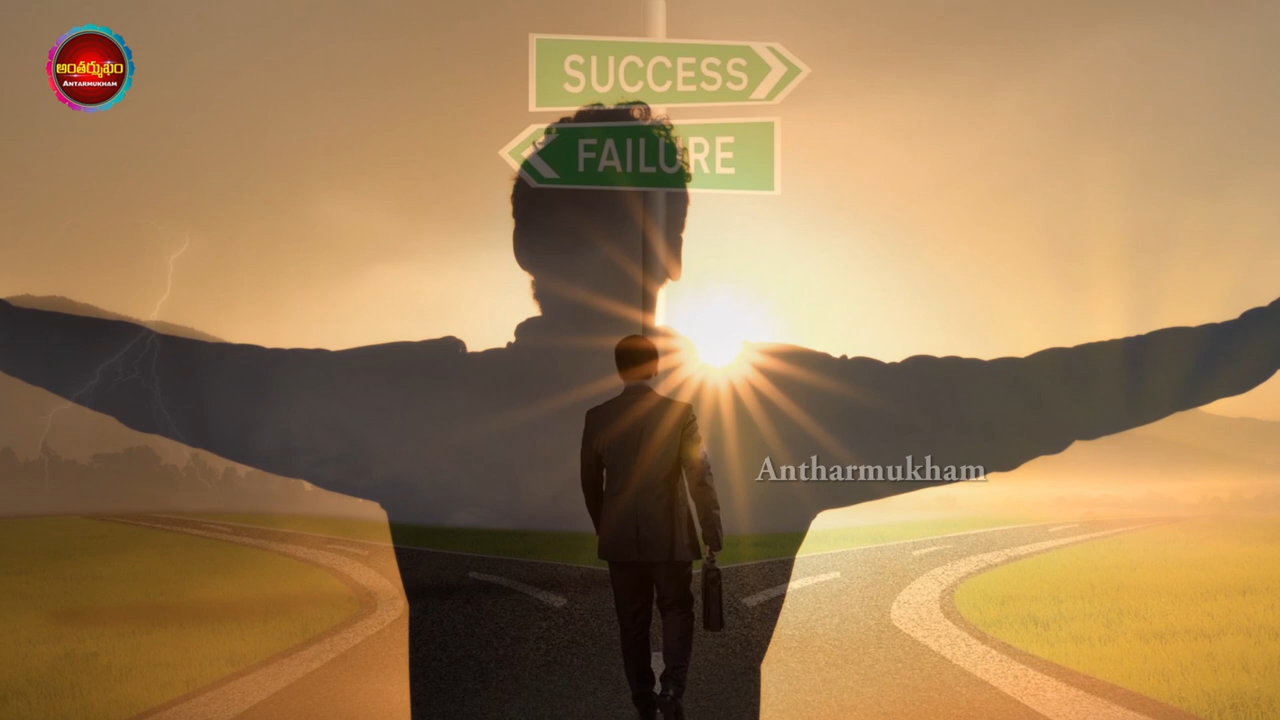 అంతర్ముఖం
ANTARMUKHAM
SUCCESS
FAILURE
Antharmukham